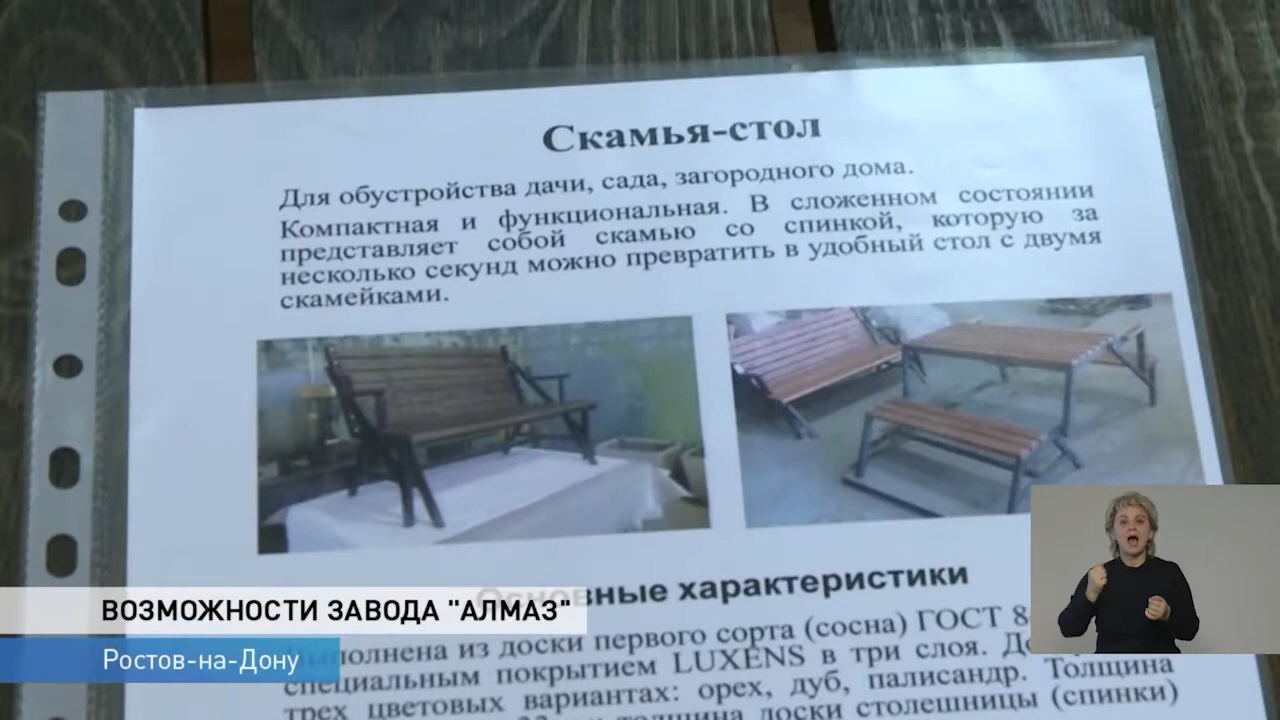 Скамья-стол
Для обустройства дачи, сада, загородного дома.
Компактная и функциональная. В сложенном состоянии
представляет собой скамью со спинкой, которую за
несколько секунд можно превратить в удобный стол с двумя
скамейками.
Основные характеристики
Выполнена из доски первого сорта (сосна) ГОСТ 8
специальным покрытием LUXENS в три слоя.
трех цветовых вариантах: орех, дуб, палисандр. Толщина
толщина доски столешницы (спинки)
ВОЗМОЖНОСТИ ЗАВОДА "АЛМАЗ"
Ростов-на-Дону